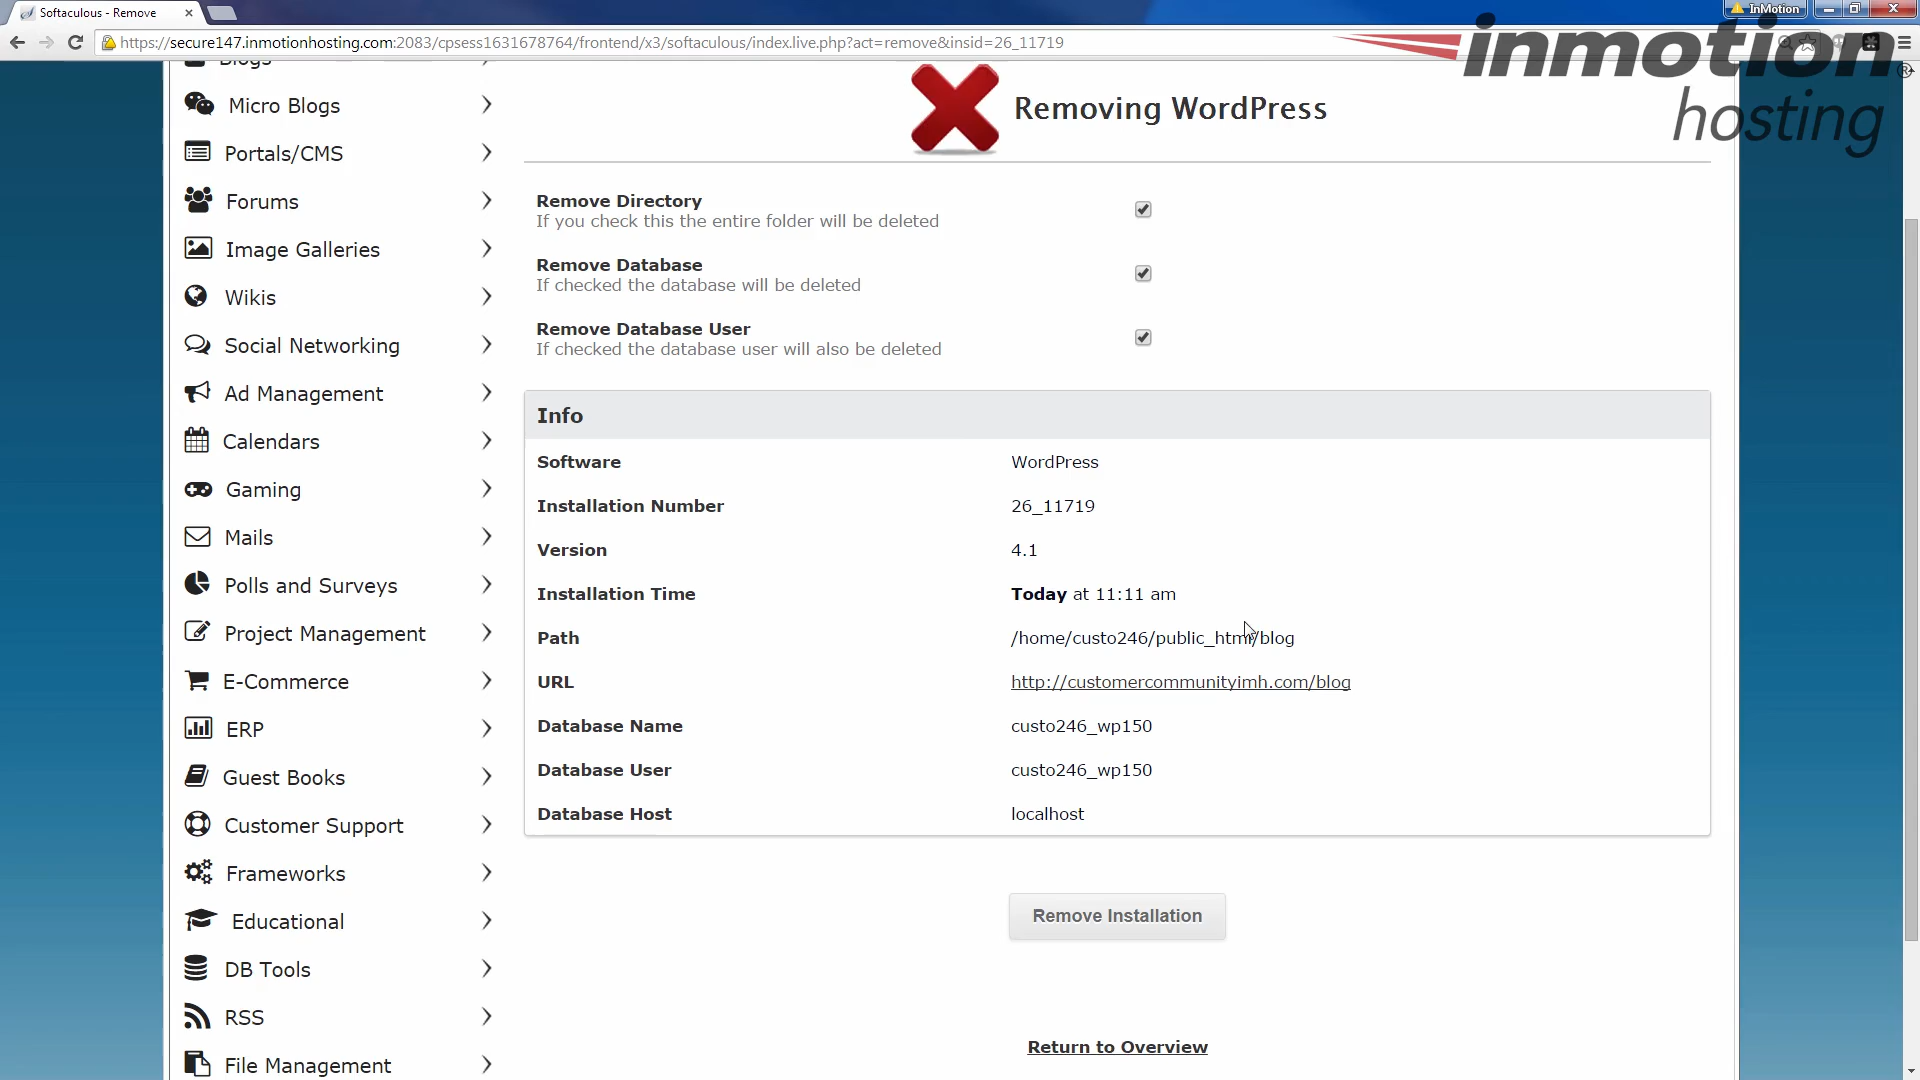 Softaculous - Remove
InMotion
https://secure147.inmotionhosting.com:2083/cpsess1631678764/frontend/x3/softaculous/index.live.php?act=remove&insid=26_11719
inmotion
hosting
Blogs
Micro Blogs
Portals/CMS
Forums
Image Galleries
Wikis
Social Networking
Ad Management
Calendars
Gaming
Mails
Polls and Surveys
Project Management
E-Commerce
ERP
Guest Books
Customer Support
Frameworks
Educational
DB Tools
RSS
File Management
Removing WordPress
Remove Directory
If you check this the entire folder will be deleted
Remove Database
If checked the database will be deleted
Remove Database User
If checked the database user will also be deleted
Info
Software WordPress
Installation Number 26_11719
Version 4.1
Installation Time Today at 11:11 am
Path /home/custo246/public_html/blog
URL http://customercommunityimh.com/blog
Database Name custo246_wp150
Database User custo246_wp150
Database Host localhost
Remove Installation
Return to Overview